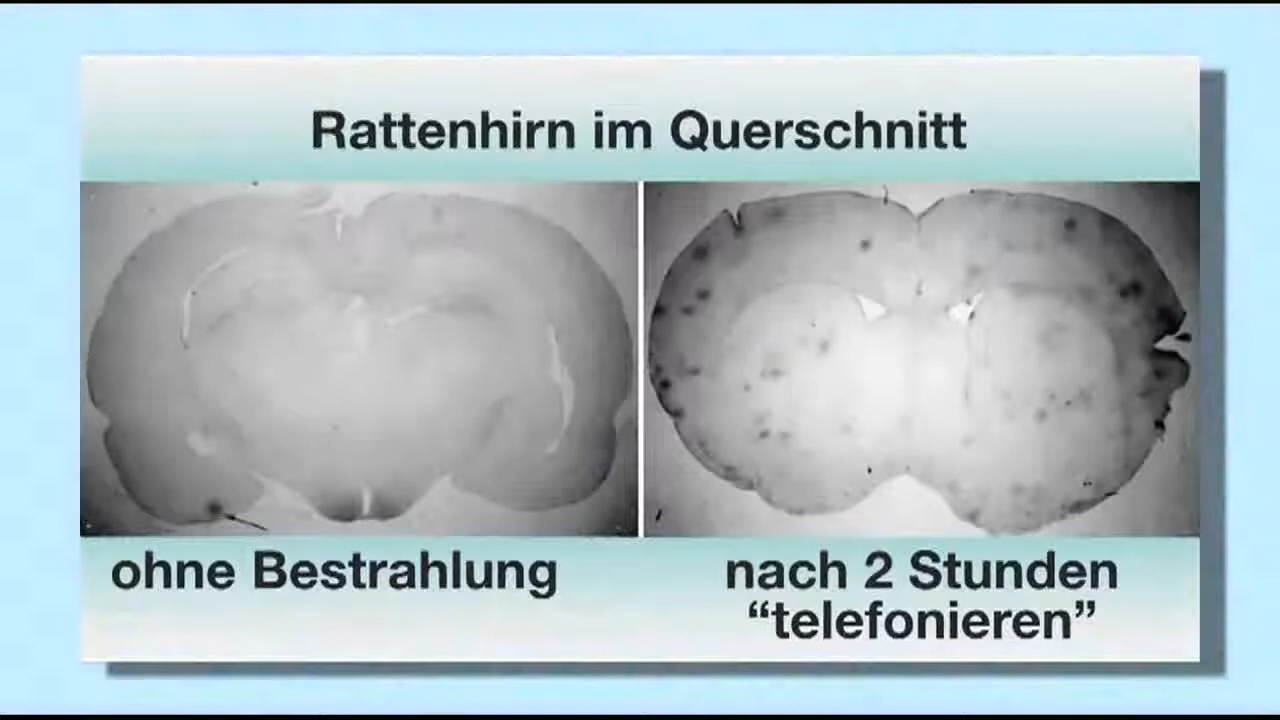 Rattenhirn im Querschnitt
ohne Bestrahlung
nach 2 Stunden
“telefonieren”